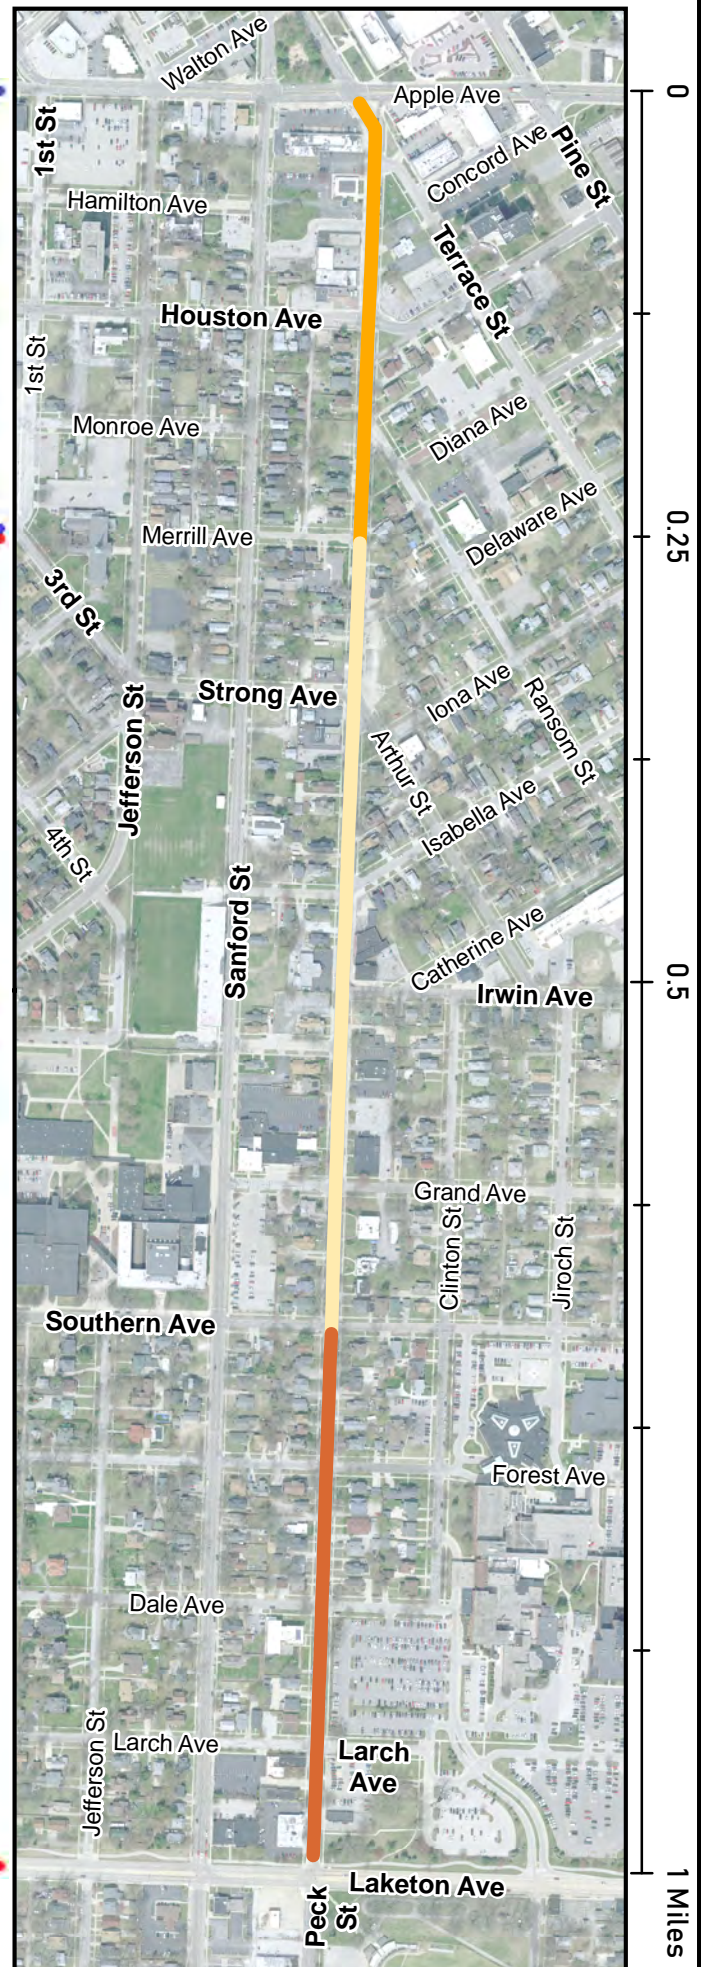 Walton Ave
Apple Ave
0
1st St
Concord Ave
Pine St
Hamilton Ave
Terrace St
Houston Ave
1st St
Diana Ave
Monroe Ave
Delaware Ave
0.25
Merrill Ave
3rd St
Iona Ave
Ransom St
Strong Ave
Jefferson St
Arthur St
Isabella Ave
4th St
Sanford St
Catherine Ave
Irwin Ave
0.5
Grand Ave
Clinton St
Jiroch St
Southern Ave
Forest Ave
Dale Ave
Jefferson St
Larch Ave
Larch
Ave
Laketon Ave
Peck
St
1 Miles